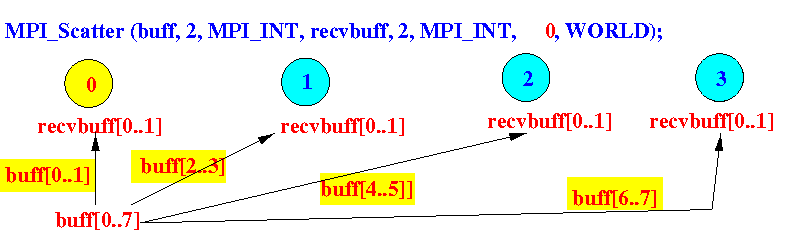 MPI_Scatter (buff, 2, MPI_INT, recvbuff, 2, MPI_INT, 0, WORLD);
0 1 2 3
recvbuff[0..1] recvbuff[0..1] recvbuff[0..1] recvbuff[0..1]
buff[0..1] buff[2..3] buff[4..5]] buff[6..7]
buff[0..7]